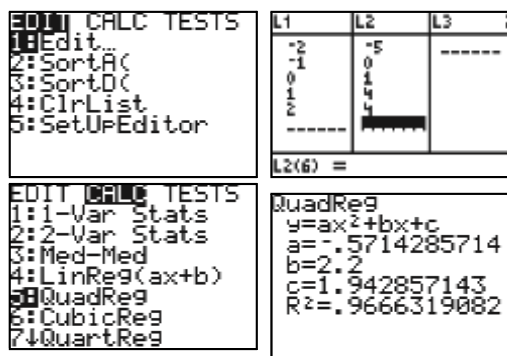 EDIT CALC TESTS
1:Edit…
2:SortA(
3:SortD(
4:ClrList
5:SetUpEditor
L1 L2 L3
-2 -5 ------
-1 0
0 1
1 4
2 4
------
L2(6) =
EDIT CALC TESTS
1:1-Var Stats
2:2-Var Stats
3:Med-Med
4:LinReg(ax+b)
5:QuadReg
6:CubicReg
7↓QuartReg
QuadReg
y=ax²+bx+c
a=-.5714285714
b=2.2
c=1.942857143
R²=.9666319082